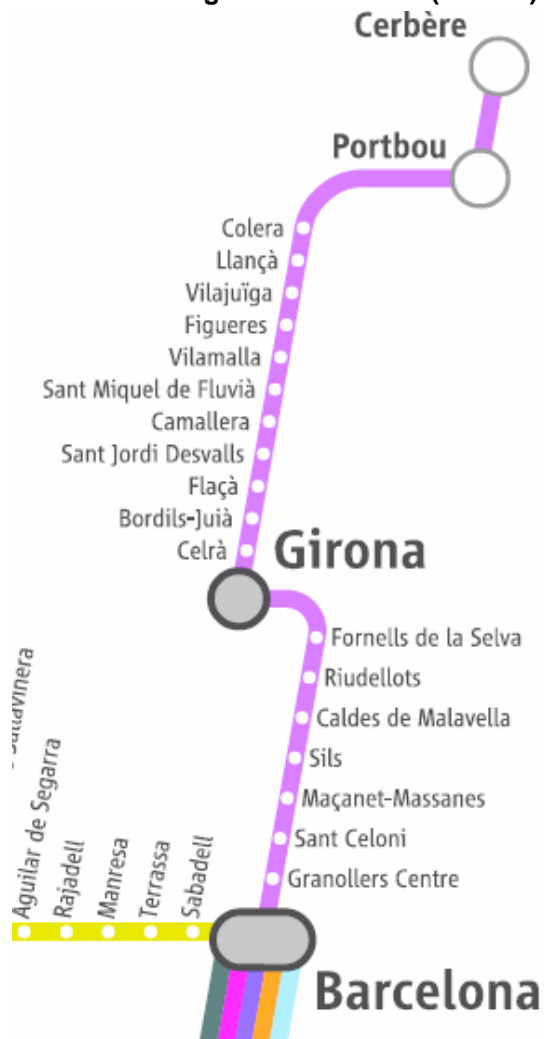 Cerbère
Portbou
Colera
Llançà
Vilajuïga
Figueres
Vilamalla
Sant Miquel de Fluvià
Camallera
Sant Jordi Desvalls
Flaçà
Bordils-Juià
Celrà
Girona
Fornells de la Selva
Riudellots
Caldes de Malavella
Sils
Maçanet-Massanes
Sant Celoni
Granollers Centre
Aguilar de Segarra
Rajadell
Manresa
Terrassa
Sabadell
Barcelona